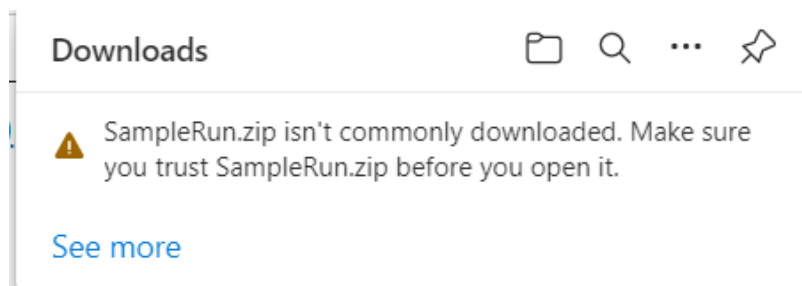 Downloads
SampleRun.zip isn't commonly downloaded. Make sure
you trust SampleRun.zip before you open it.
See more